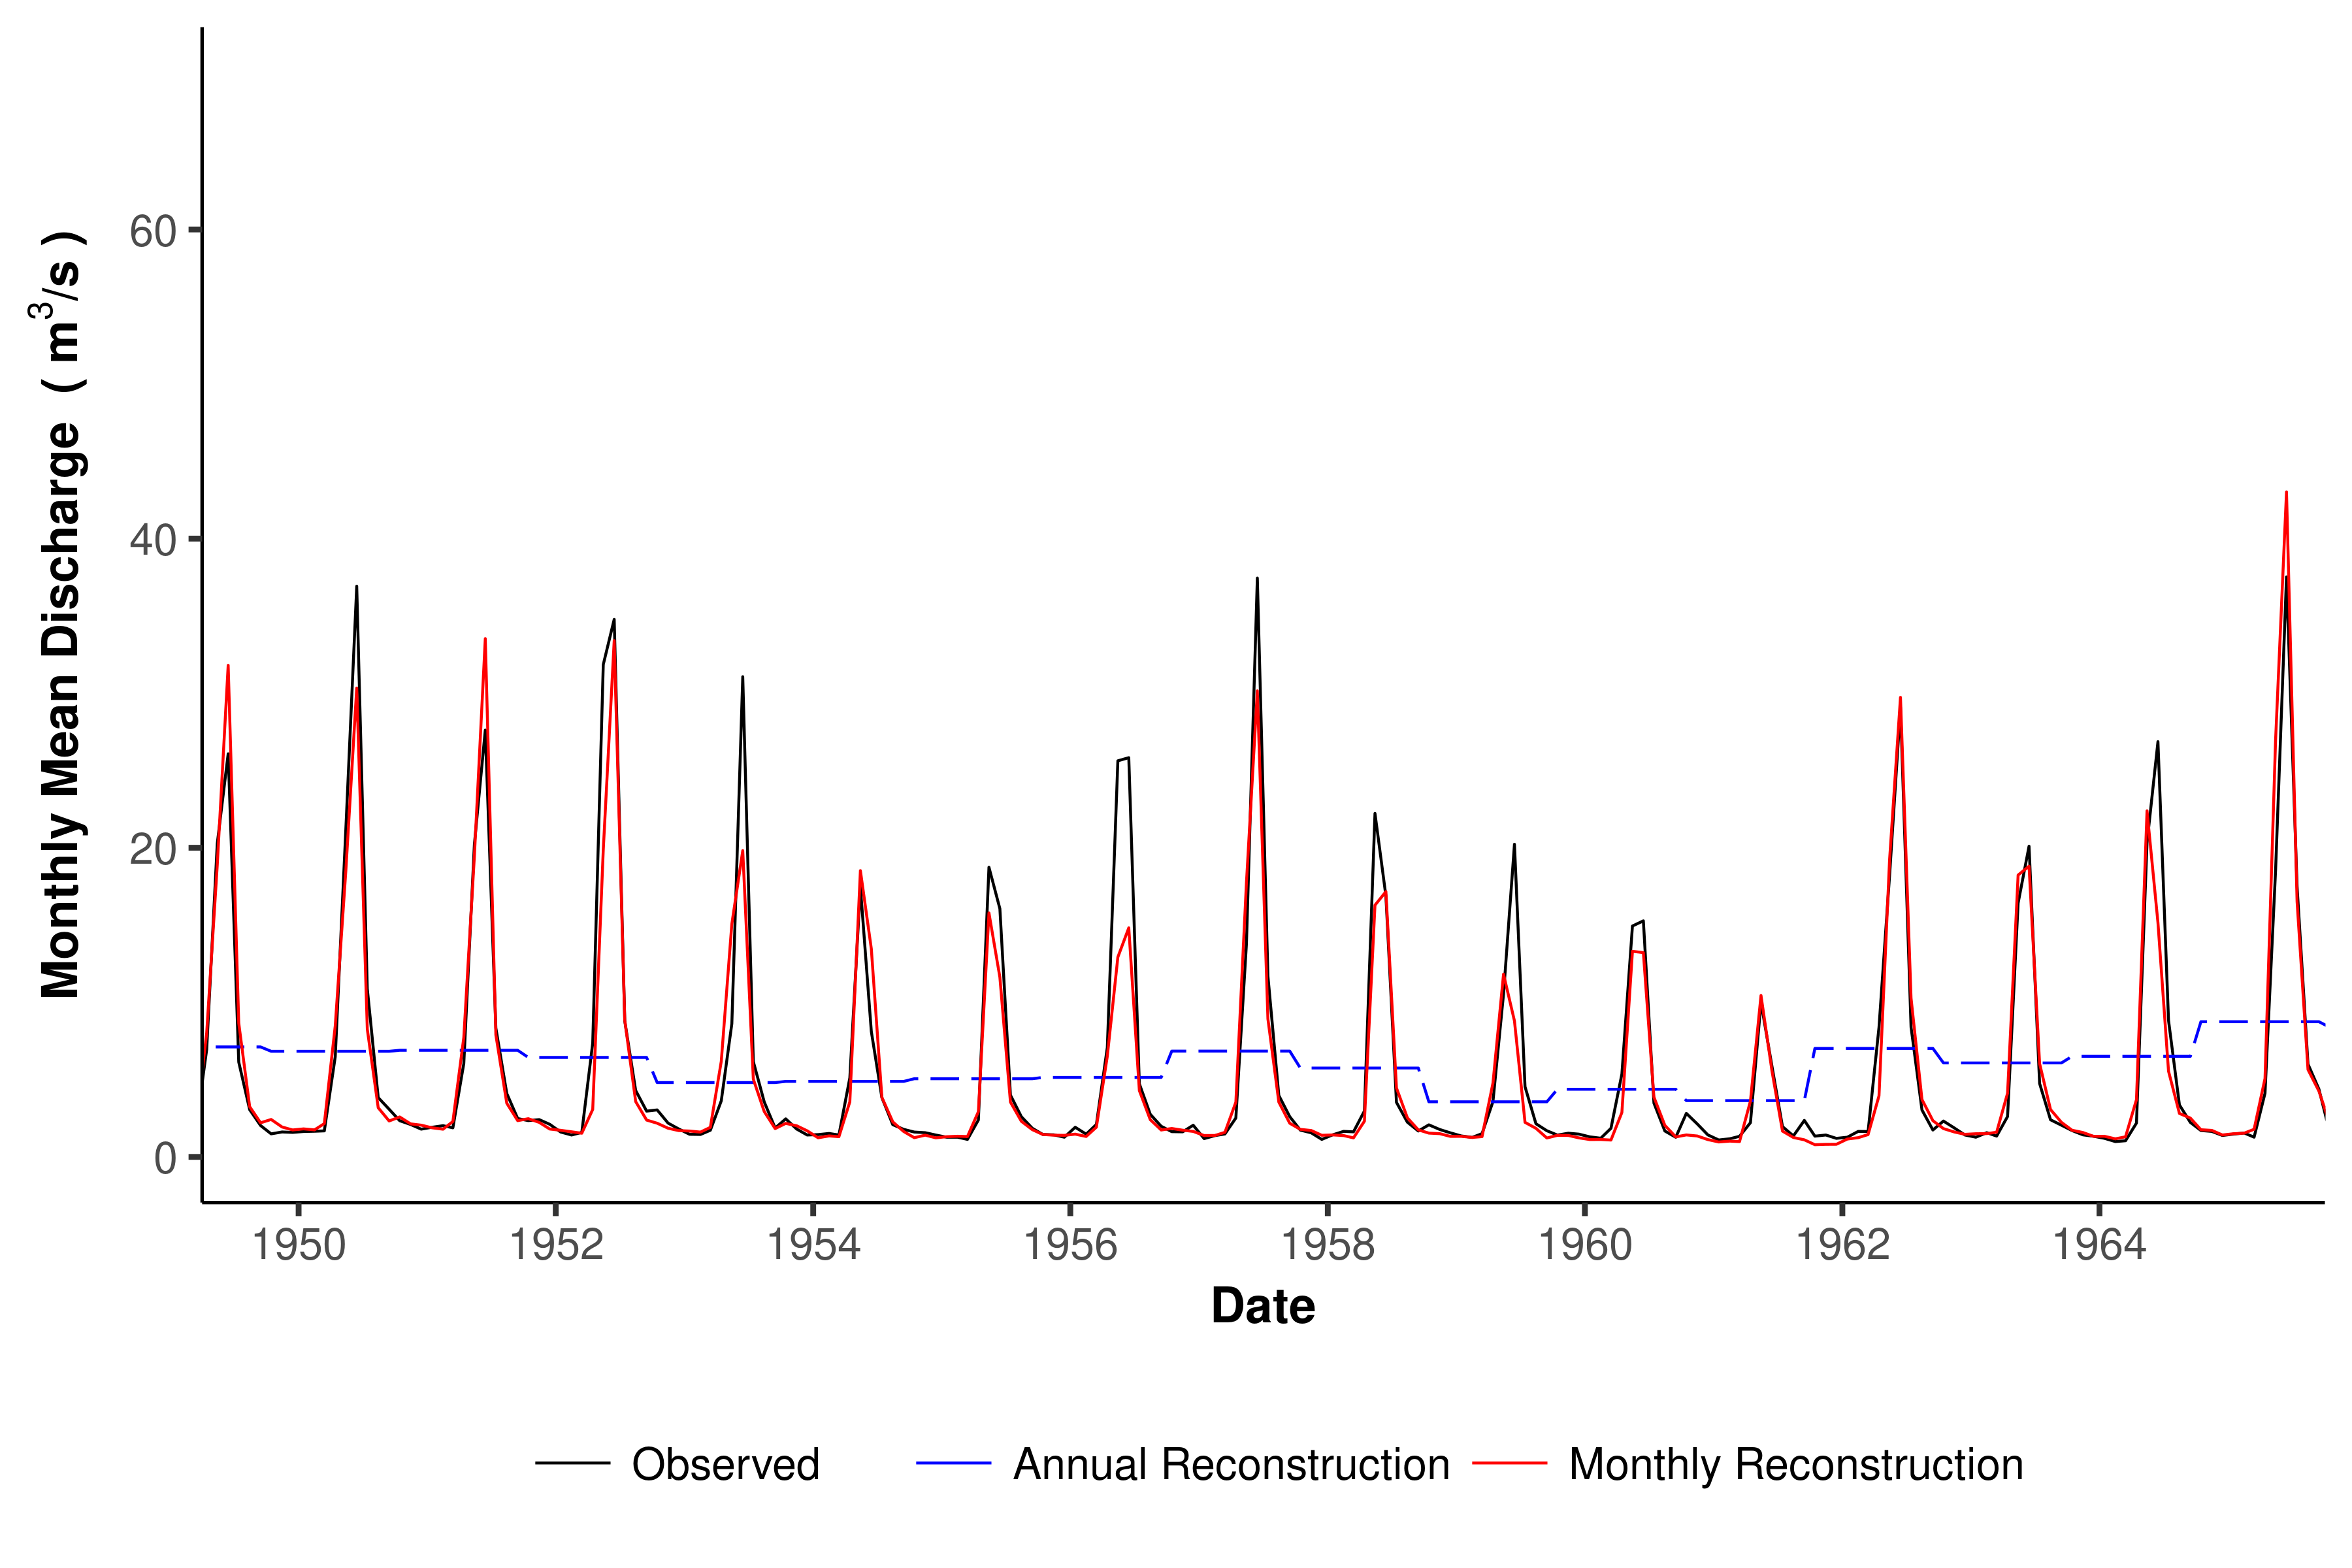 Monthly Mean Discharge ( m³/s )
60
40
20
0
1950 1952 1954 1956 1958 1960 1962 1964
Date
Observed Annual Reconstruction Monthly Reconstruction